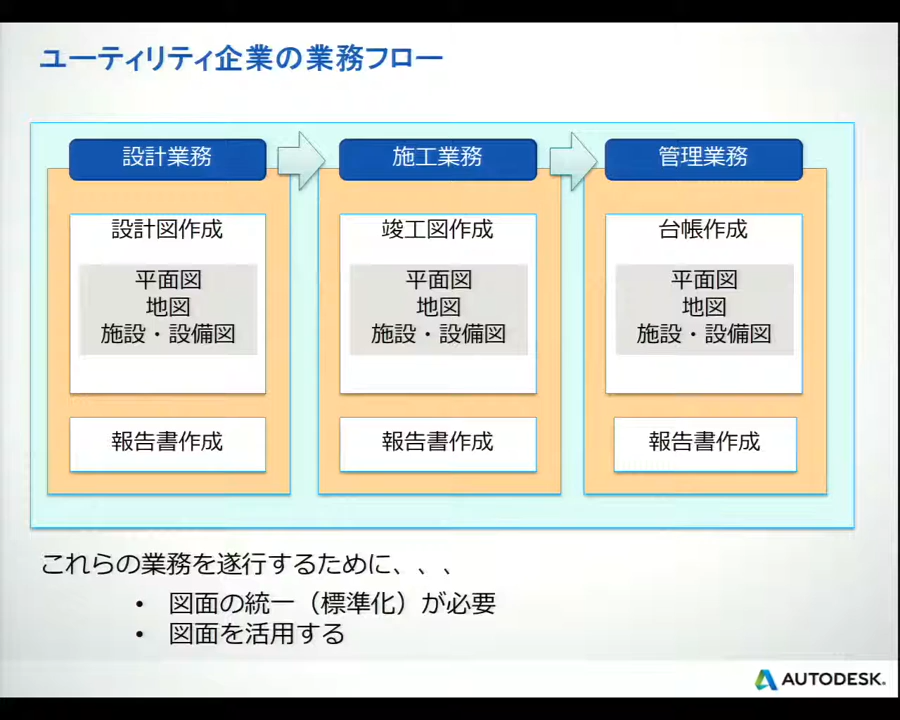 ユーティリティ企業の業務フロー
設計業務
施工業務
管理業務
設計図作成
平面図
地図
施設・設備図
報告書作成
竣工図作成
平面図
地図
施設・設備図
報告書作成
台帳作成
平面図
地図
施設・設備図
報告書作成
これらの業務を遂行するために、、、
• 図面の統一（標準化）が必要
• 図面を活用する
AUTODESK.